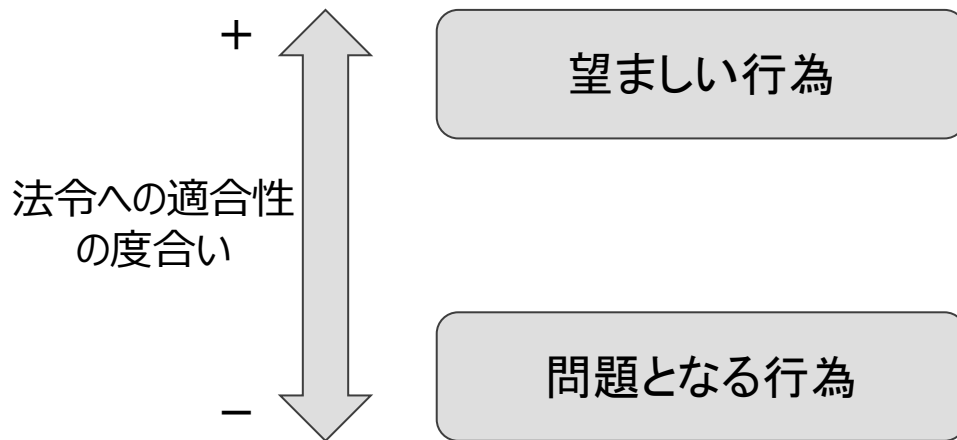 +
望ましい行為
法令への適合性
の度合い
問題となる行為
−